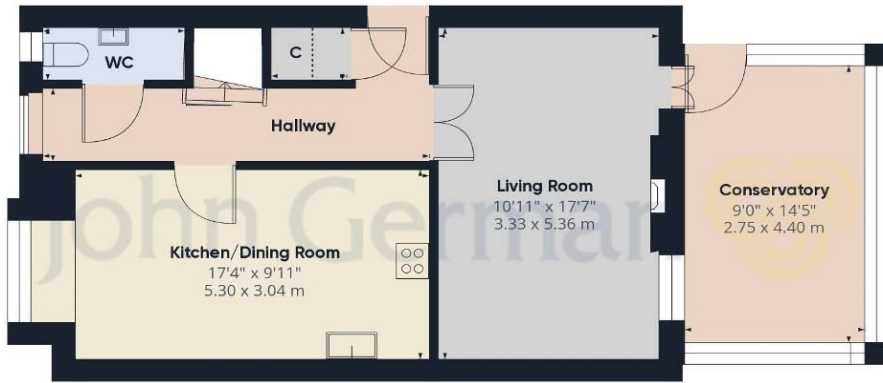 WC
C
Hallway
Living Room
10'11" x 17'7"
3.33 x 5.36 m
Conservatory
9'0" x 14'5"
2.75 x 4.40 m
Kitchen/Dining Room
17'4" x 9'11"
5.30 x 3.04 m
John German